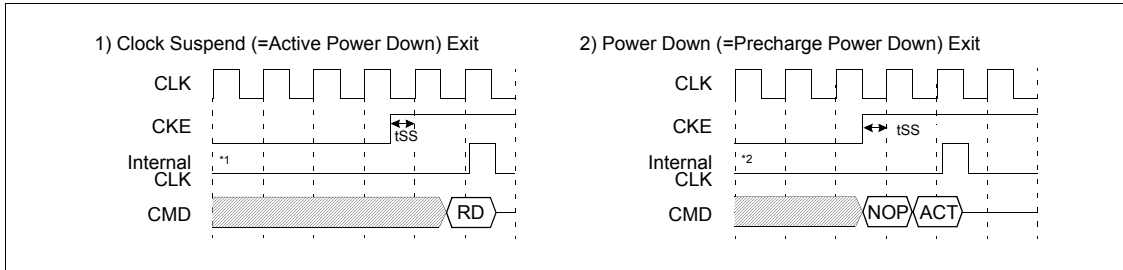 1) Clock Suspend (=Active Power Down) Exit
CLK
CKE
tSS
Internal
CLK
*1
CMD
RD
2) Power Down (=Precharge Power Down) Exit
CLK
CKE
tSS
Internal
CLK
*2
CMD
NOP
ACT